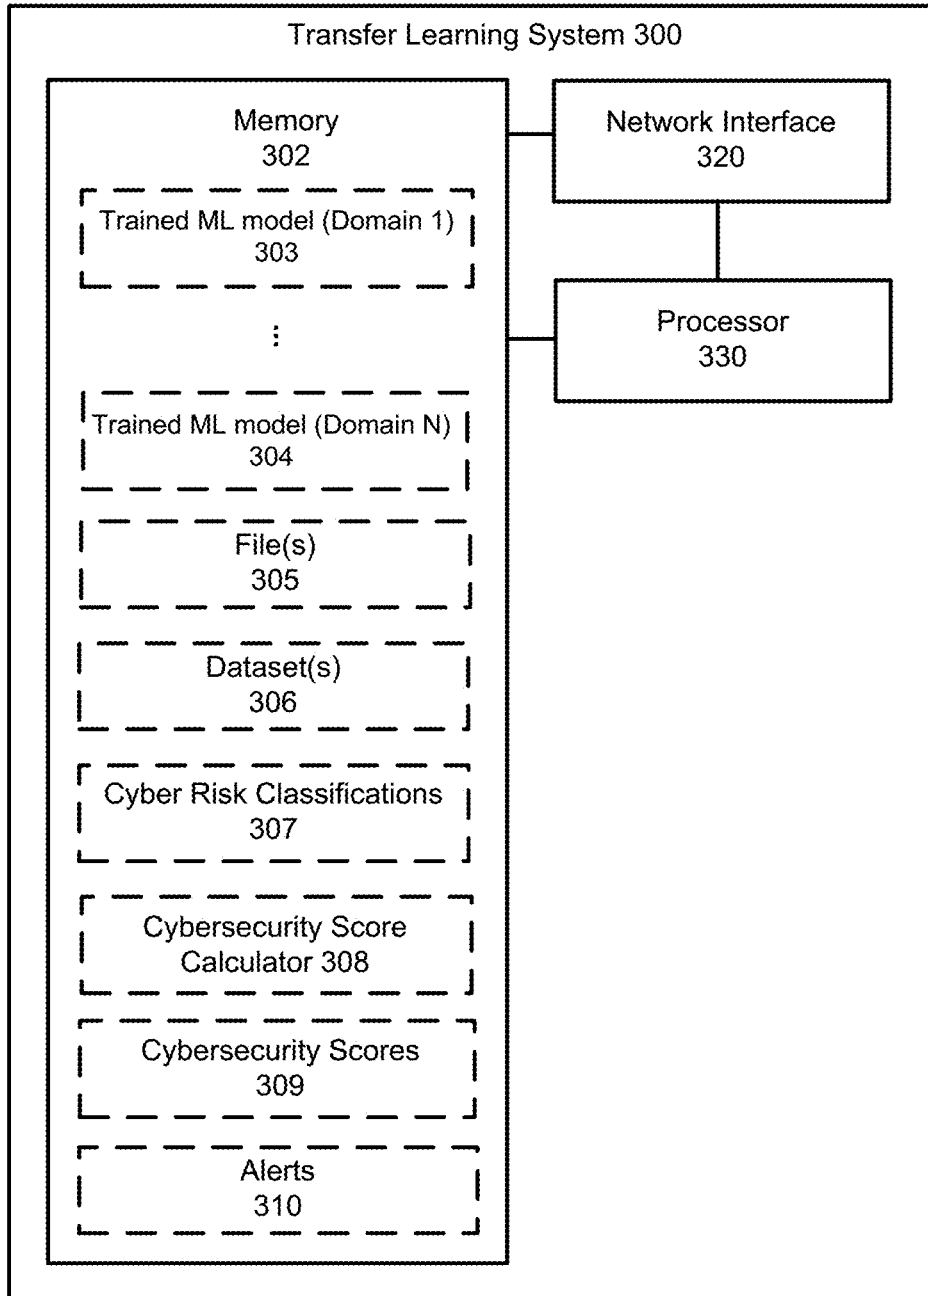 Transfer Learning System 300
Memory
302
Trained ML model (Domain 1)
303
...
Trained ML model (Domain N)
304
File(s)
305
Dataset(s)
306
Cyber Risk Classifications
307
Cybersecurity Score
Calculator 308
Cybersecurity Scores
309
Alerts
310
Network Interface
320
Processor
330